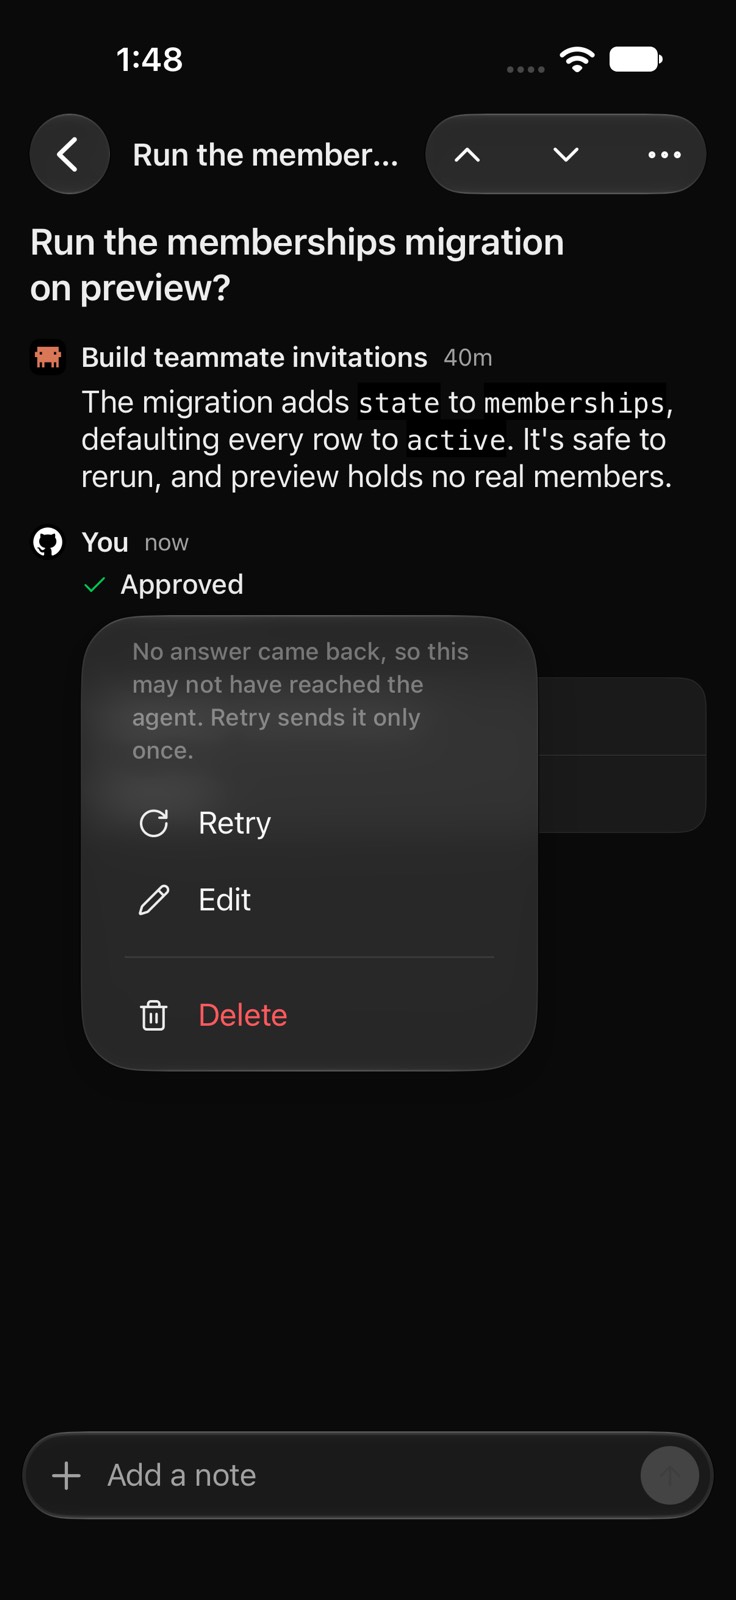 1:48
Run the member...
Run the memberships migration
on preview?
Build teammate invitations 40m
The migration adds state to memberships,
defaulting every row to active. It's safe to
rerun, and preview holds no real members.
You now
Approved
No answer came back, so this
may not have reached the
agent. Retry sends it only
once.
Retry
Edit
Delete
Add a note